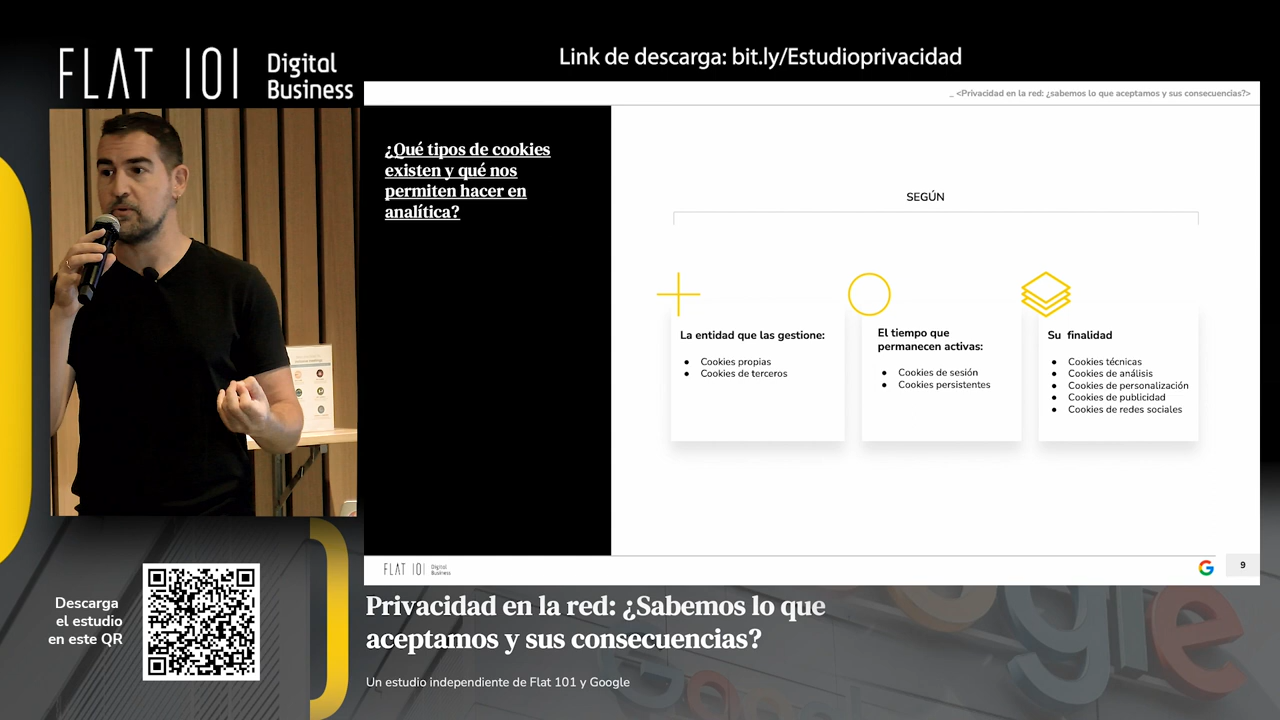 FLAT 101 Digital Business
Link de descarga: bit.ly/Estudioprivacidad
_ <Privacidad en la red: ¿sabemos lo que aceptamos y sus consecuencias?>
¿Qué tipos de cookies
existen y qué nos
permiten hacer en
analítica?
SEGÚN
La entidad que las gestione:
● Cookies propias
● Cookies de terceros
El tiempo que
permanecen activas:
● Cookies de sesión
● Cookies persistentes
Su finalidad
● Cookies técnicas
● Cookies de análisis
● Cookies de personalización
● Cookies de publicidad
● Cookies de redes sociales
FLAT 101 Digital Business
G
9
Descarga
el estudio
en este QR
Privacidad en la red: ¿Sabemos lo que
aceptamos y sus consecuencias?
Un estudio independiente de Flat 101 y Google